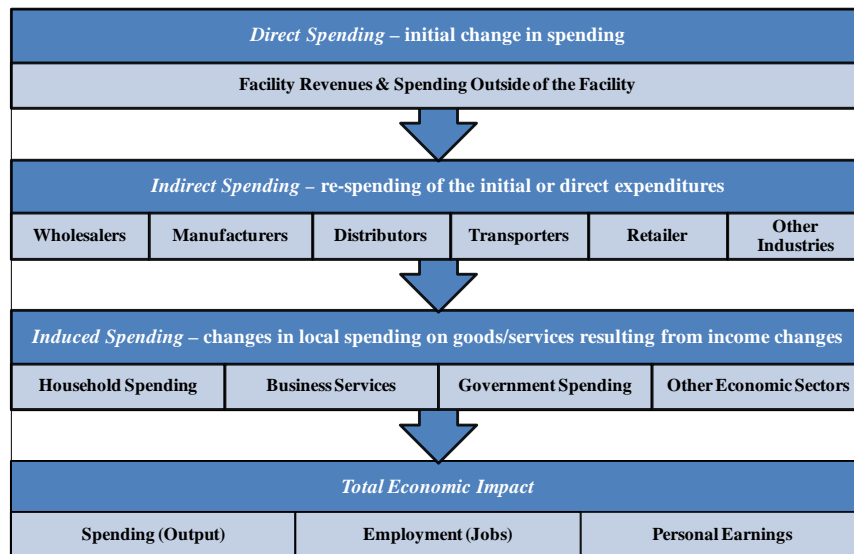 Direct Spending – initial change in spending
Facility Revenues & Spending Outside of the Facility
Indirect Spending – re-spending of the initial or direct expenditures
Wholesalers
Manufacturers
Distributors
Transporters
Retailer
Other
Industries
Induced Spending – changes in local spending on goods/services resulting from income changes
Household Spending
Business Services
Government Spending
Other Economic Sectors
Total Economic Impact
Spending (Output)
Employment (Jobs)
Personal Earnings